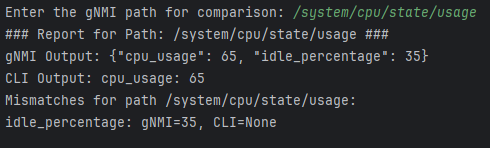 Enter the gNMI path for comparison: /system/cpu/state/usage
### Report for Path: /system/cpu/state/usage ###
gNMI Output: {"cpu_usage": 65, "idle_percentage": 35}
CLI Output: cpu_usage: 65
Mismatches for path /system/cpu/state/usage:
idle_percentage: gNMI=35, CLI=None